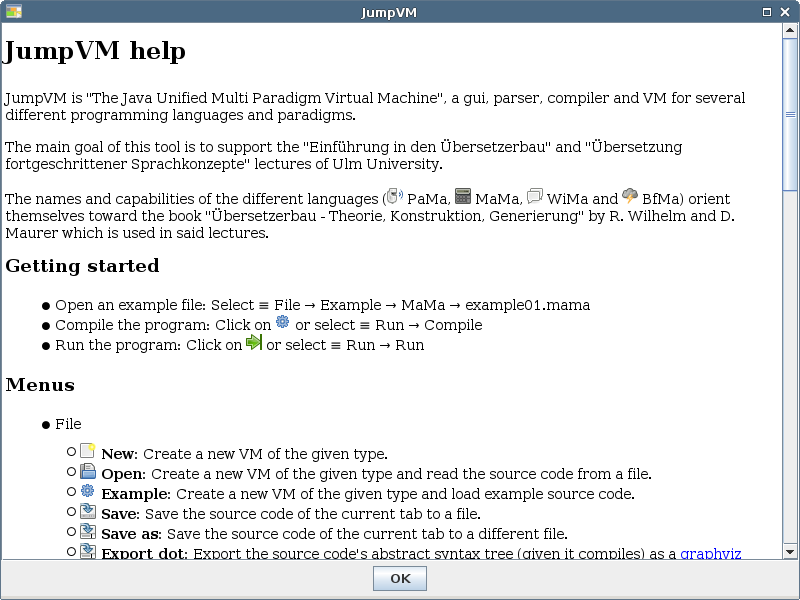 JumpVM
JumpVM help
JumpVM is "The Java Unified Multi Paradigm Virtual Machine", a gui, parser, compiler and VM for several
different programming languages and paradigms.
The main goal of this tool is to support the "Einführung in den Übersetzerbau" and "Übersetzung
fortgeschrittener Sprachkonzepte" lectures of Ulm University.
The names and capabilities of the different languages ( PaMa, MaMa, WiMa and BfMa) orient
themselves toward the book "Übersetzerbau - Theorie, Konstruktion, Generierung" by R. Wilhelm and D.
Maurer which is used in said lectures.
Getting started
● Open an example file: Select ≡ File → Example → MaMa → example01.mama
● Compile the program: Click on or select ≡ Run → Compile
● Run the program: Click on or select ≡ Run → Run
Menus
● File
○ New: Create a new VM of the given type.
○ Open: Create a new VM of the given type and read the source code from a file.
○ Example: Create a new VM of the given type and load example source code.
○ Save: Save the source code of the current tab to a file.
○ Save as: Save the source code of the current tab to a different file.
○ Export dot: Export the source code's abstract syntax tree (given it compiles) as a graphviz
OK